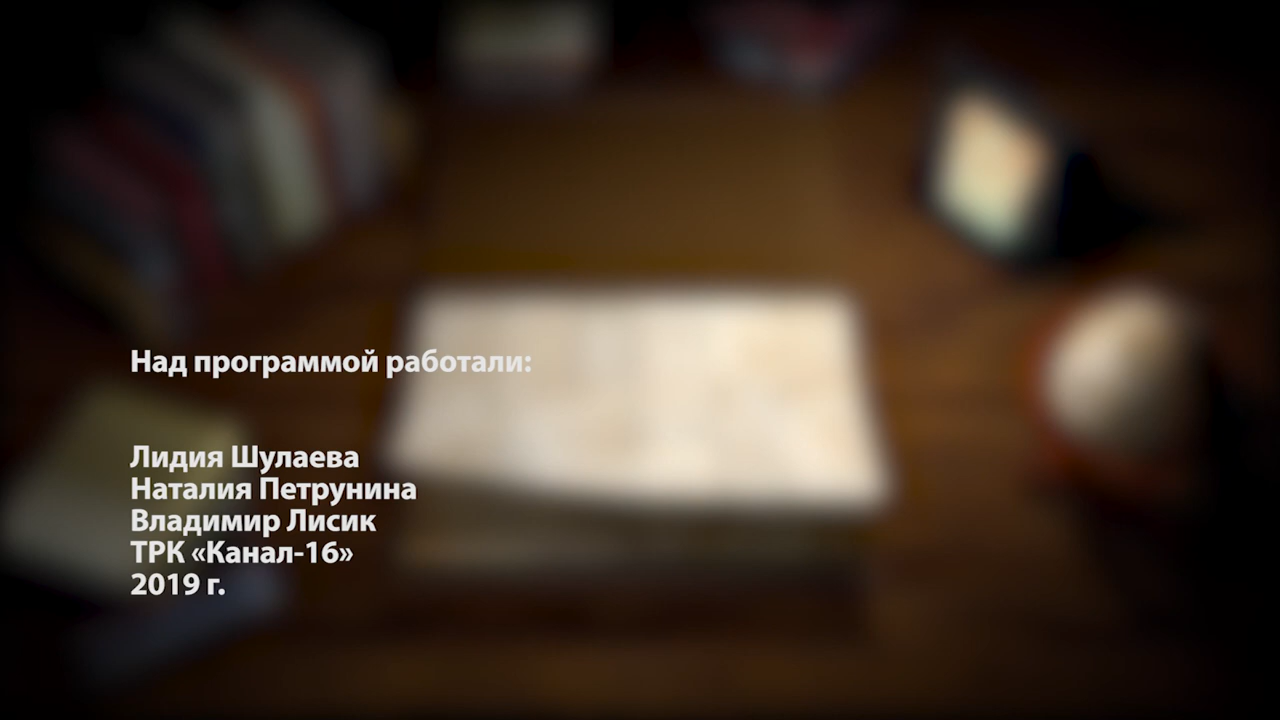 Над программой работали:
Лидия Шулаева
Наталия Петрунина
Владимир Лисик
ТРК «Канал-16»
2019 г.